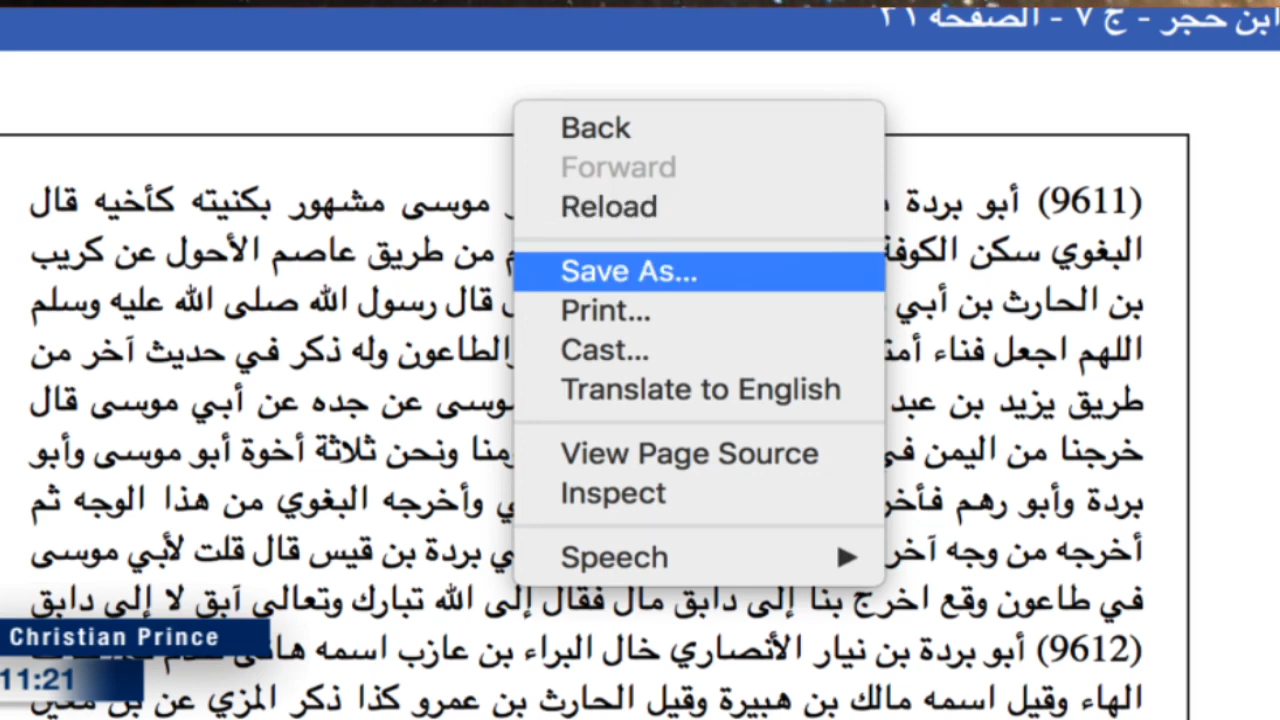 ابن حجر - ج ٧ - الصفحة ٣١
Back
Forward
Reload
Save As...
Print...
Cast...
Translate to English
View Page Source
Inspect
Speech
(9611) أبو بردة موسى مشهور بكنيته كأخيه قال
البغوي سكن الكوفة من طريق عاصم الأحول عن كريب
بن الحارث بن أبي قال رسول الله صلى الله عليه وسلم
اللهم اجعل فناء الطاعون وله ذكر في حديث آخر من
طريق يزيد بن عبد موسى عن جده عن أبي موسى قال
خرجنا من اليمن ونحن ثلاثة أخوة أبو موسى وأبو
بردة وأبو رهم وأخرجه البغوي من هذا الوجه ثم
أخرجه من وجه آخر بردة بن قيس قال قلت لأبي موسى
في طاعون وقع اخرج بنا إلى دابق مال فقال إلى الله تبارك وتعالى آبق لا إلى دابق
(9612) أبو بردة بن نيار الأنصاري خال البراء بن عازب اسمه هانئ
الهاء وقيل اسمه مالك بن هبيرة وقيل الحارث بن عمرو كذا ذكر المزي عن بن معين
Christian Prince
11:21